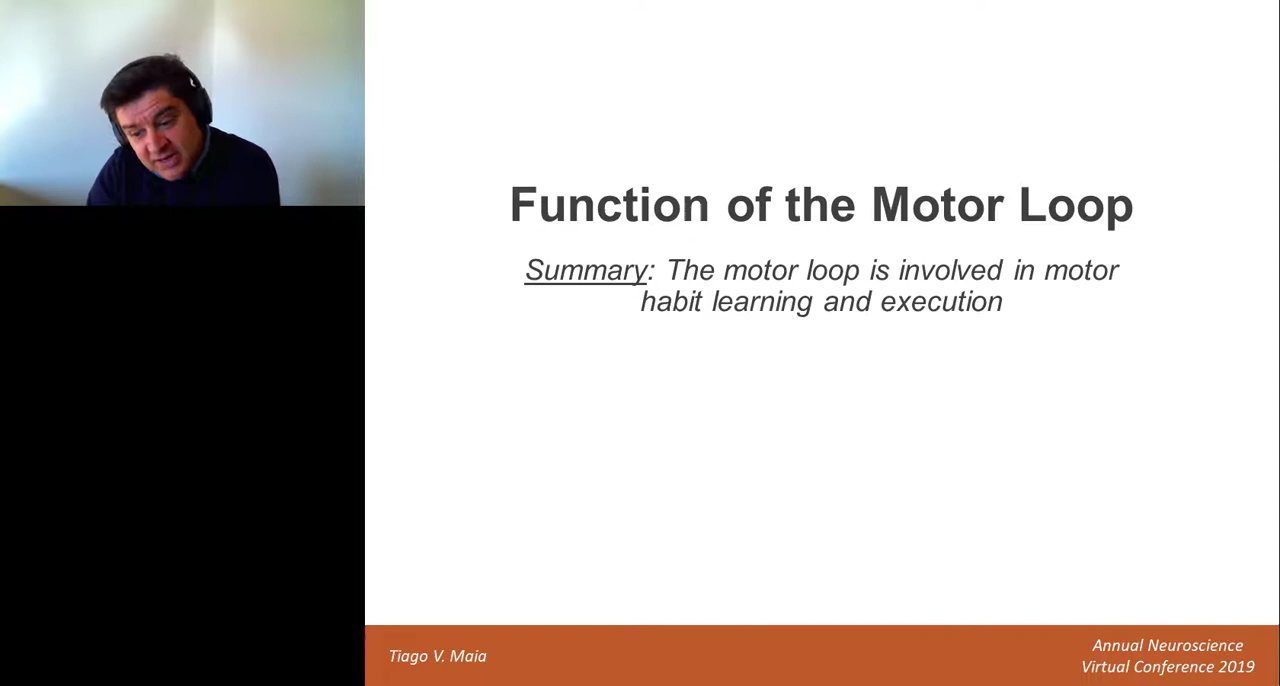 Function of the Motor Loop
Summary: The motor loop is involved in motor
habit learning and execution
Tiago V. Maia
Annual Neuroscience
Virtual Conference 2019